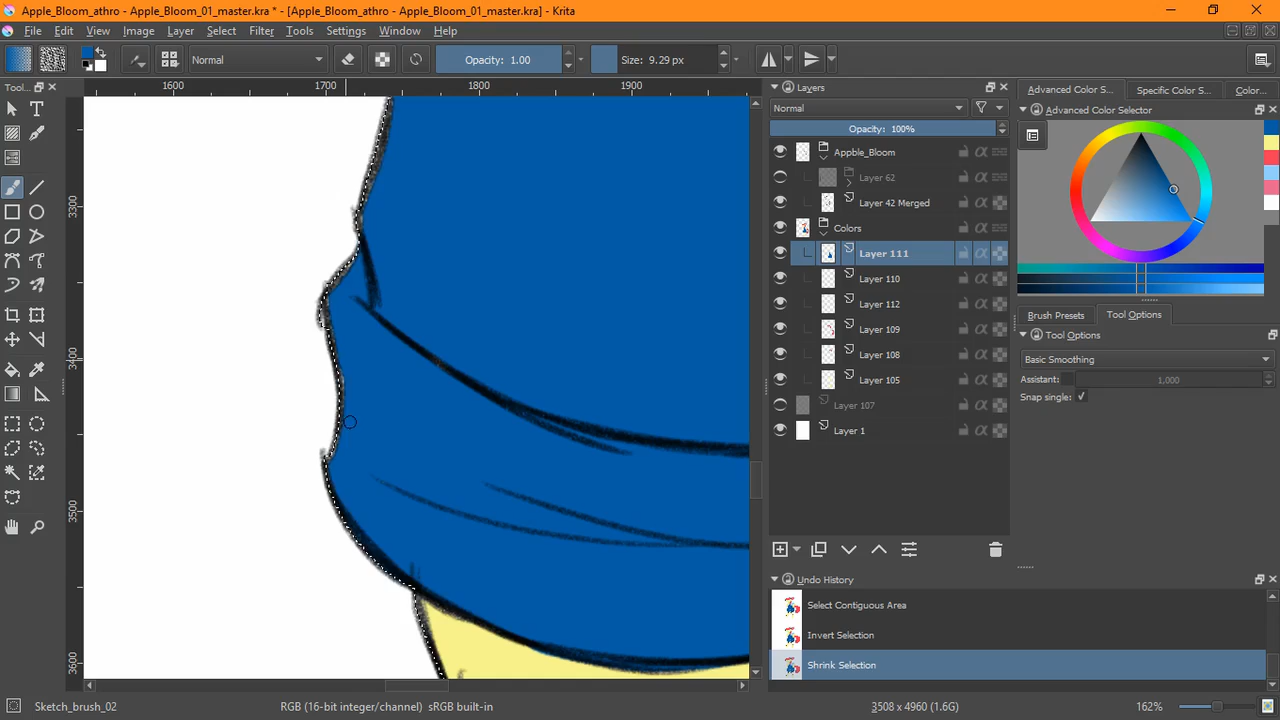 Apple_Bloom_athro - Apple_Bloom_01_master.kra * - [Apple_Bloom_athro - Apple_Bloom_01_master.kra] - Krita
File Edit View Image Layer Select Filter Tools Settings Window Help
Normal Opacity: 1.00 Size: 9.29 px
Tool...
1600 1700 1800 1900
3300
3400
3500
3600
Layers
Normal
Opacity: 100%
Appble_Bloom
Layer 62
Layer 42 Merged
Colors
Layer 111
Layer 110
Layer 112
Layer 109
Layer 108
Layer 105
Layer 107
Layer 1
Undo History
Select Contiguous Area
Invert Selection
Shrink Selection
Advanced Color S... Specific Color S... Color...
Advanced Color Selector
Brush Presets Tool Options
Tool Options
Basic Smoothing
Assistant: 1,000
Snap single:
Sketch_brush_02 RGB (16-bit integer/channel) sRGB built-in 3508 x 4960 (1.6G) 162%